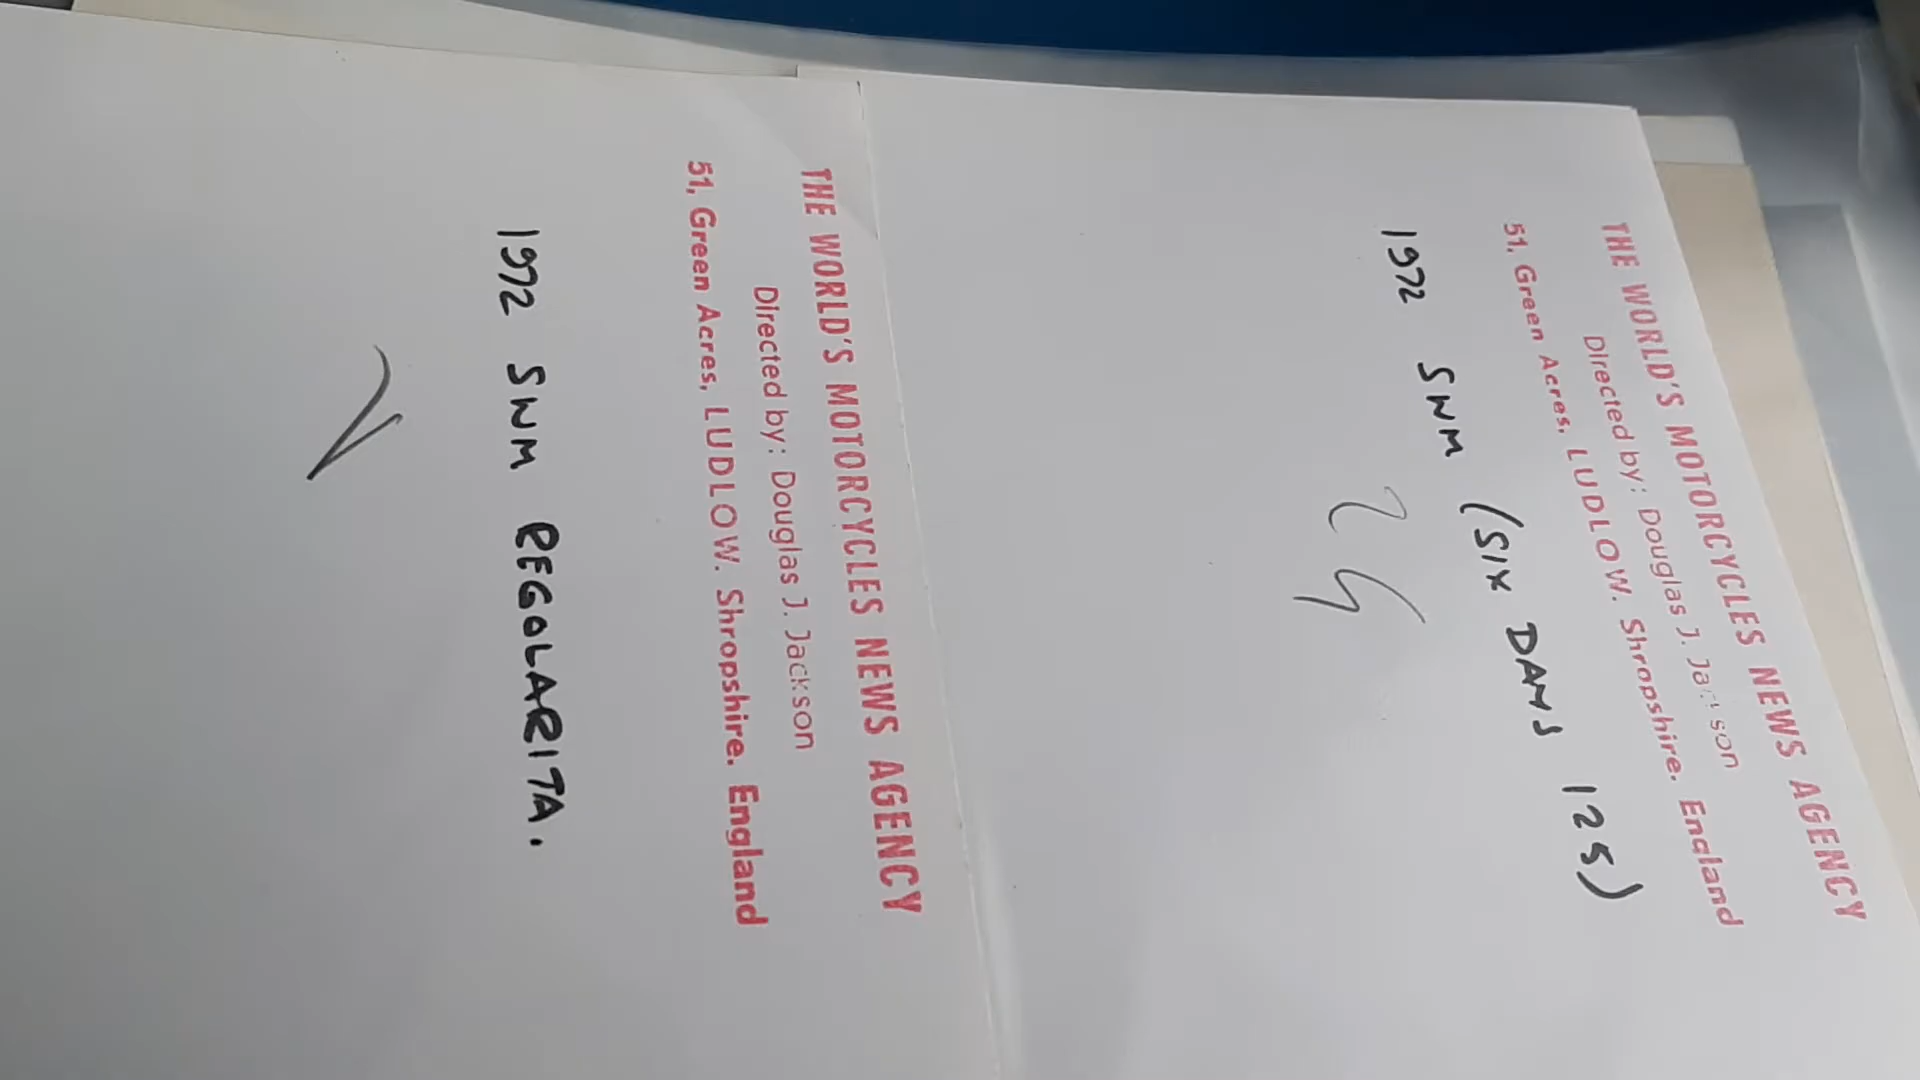 THE WORLD'S MOTORCYCLES NEWS AGENCY
Directed by: Douglas J. Jackson
51, Green Acres, LUDLOW. Shropshire. England
1972 SWM (SIX DAYS 125)
THE WORLD'S MOTORCYCLES NEWS AGENCY
Directed by: Douglas J. Jackson
51, Green Acres, LUDLOW. Shropshire. England
1972 SWM REGOLARITA.